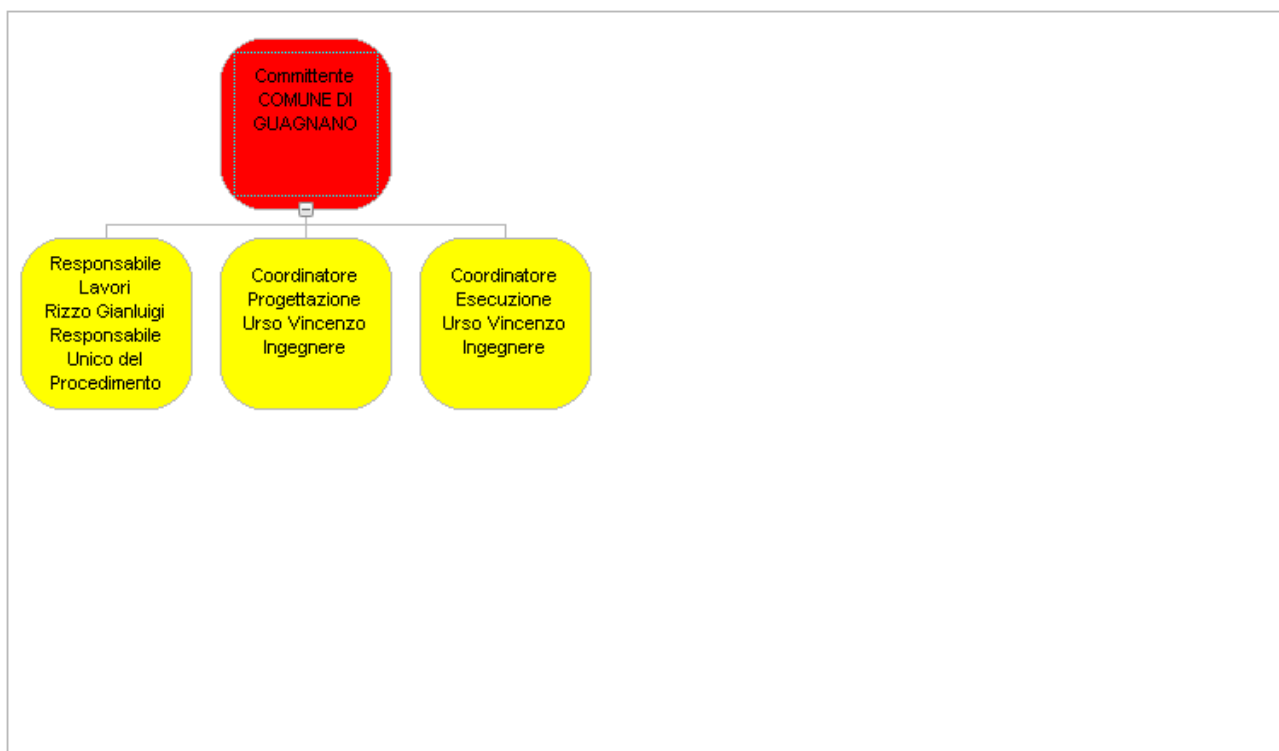 Committente
COMUNE DI
GUAGNANO
Responsabile
Lavori
Rizzo Gianluigi
Responsabile
Unico del
Procedimento
Coordinatore
Progettazione
Urso Vincenzo
Ingegnere
Coordinatore
Esecuzione
Urso Vincenzo
Ingegnere